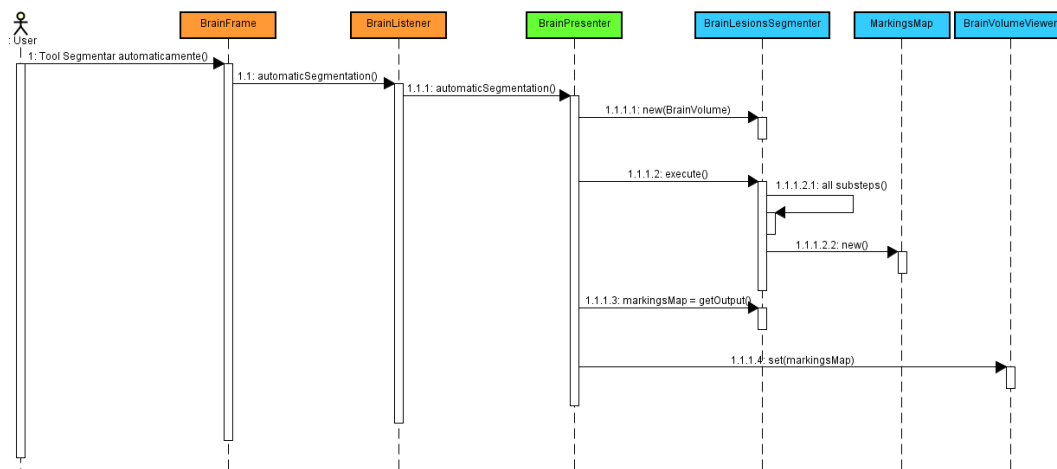 BrainFrame
BrainListener
BrainPresenter
BrainLesionsSegmenter
MarkingsMap
BrainVolumeViewer
: User
1: Tool Segmentar automaticamente()
1.1: automaticSegmentation()
1.1.1: automaticSegmentation()
1.1.1.1: new(BrainVolume)
1.1.1.2: execute()
1.1.1.2.1: all substeps()
1.1.1.2.2: new()
1.1.1.3: markingsMap = getOutput()
1.1.1.4: set(markingsMap)